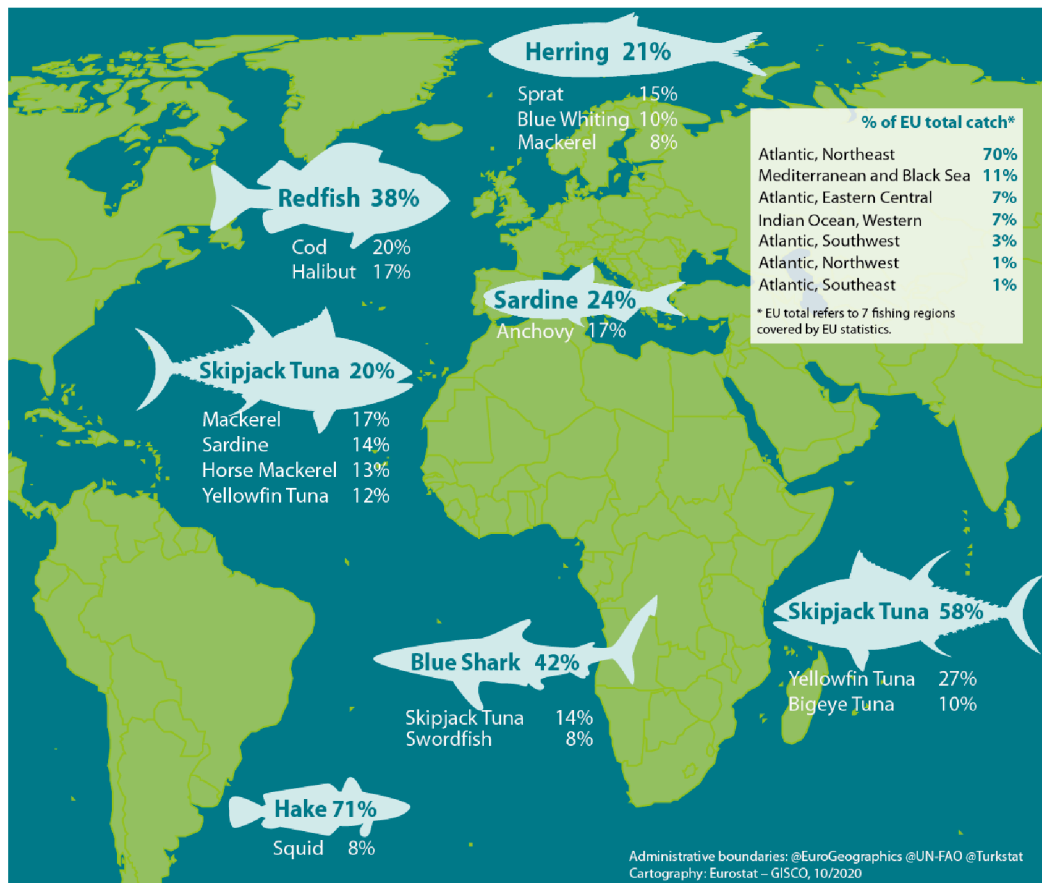 Herring 21%
Sprat 15%
Blue Whiting 10%
Mackerel 8%
% of EU total catch*
Atlantic, Northeast 70%
Mediterranean and Black Sea 11%
Atlantic, Eastern Central 7%
Indian Ocean, Western 7%
Atlantic, Southwest 3%
Atlantic, Northwest 1%
Atlantic, Southeast 1%
* EU total refers to 7 fishing regions
covered by EU statistics.
Redfish 38%
Cod 20%
Halibut 17%
Sardine 24%
Anchovy 17%
Skipjack Tuna 20%
Mackerel 17%
Sardine 14%
Horse Mackerel 13%
Yellowfin Tuna 12%
Skipjack Tuna 58%
Yellowfin Tuna 27%
Bigeye Tuna 10%
Blue Shark 42%
Skipjack Tuna 14%
Swordfish 8%
Hake 71%
Squid 8%
Administrative boundaries: @EuroGeographics @UN-FAO @Turkstat
Cartography: Eurostat – GISCO, 10/2020